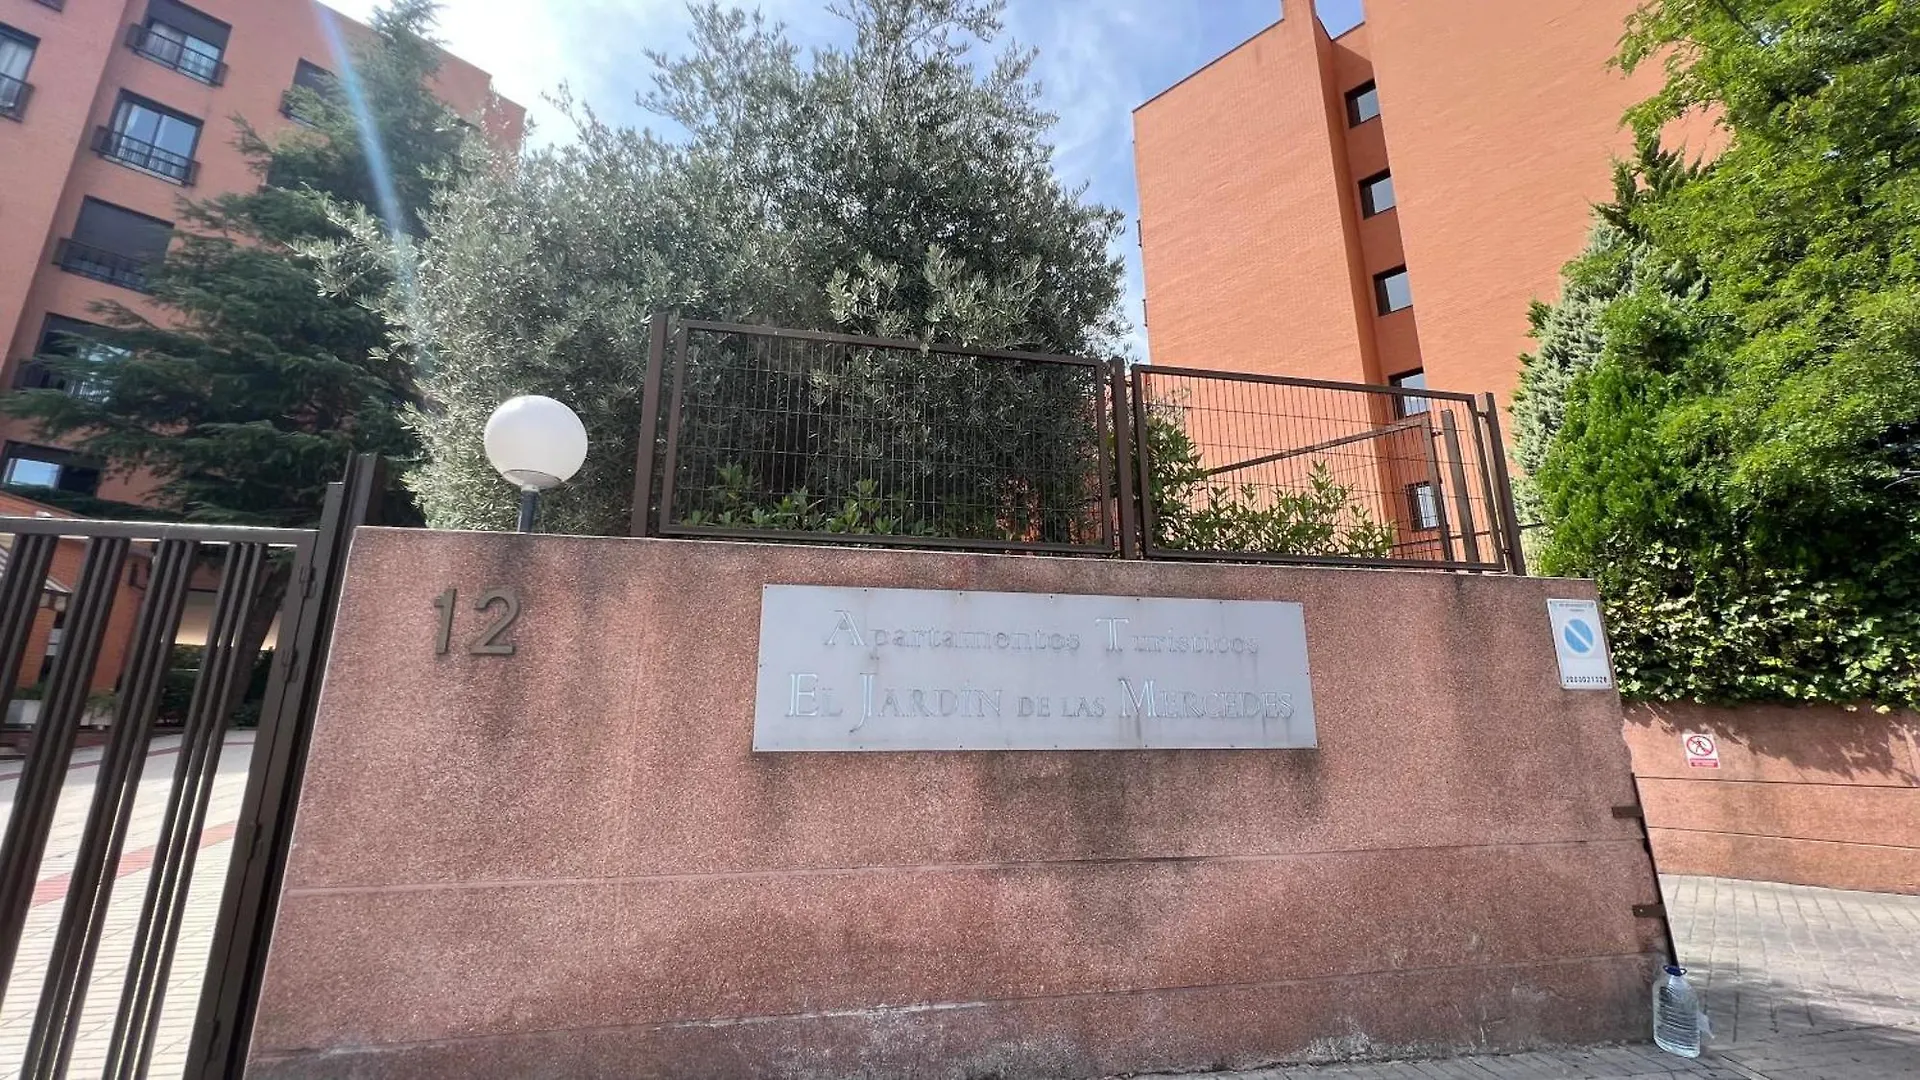 12
Apartamentos Turísticos
El Jardín de las Mercedes